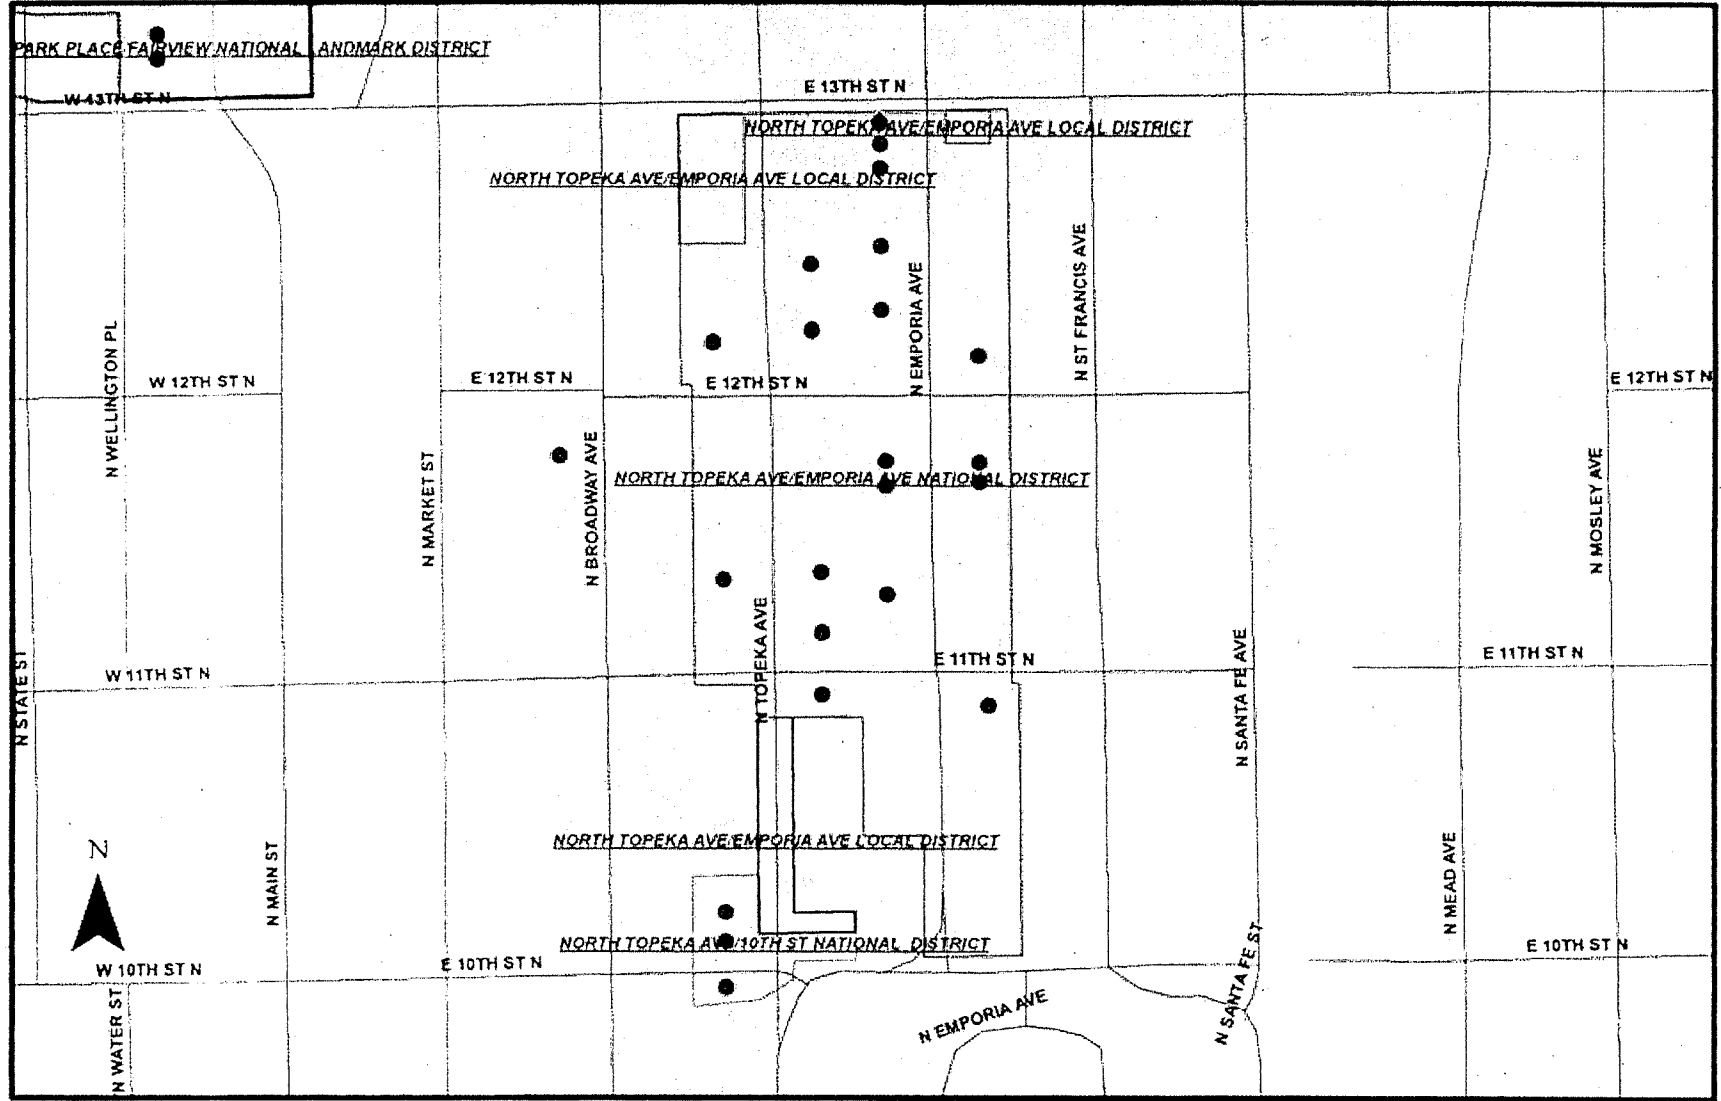 PARK PLACE FAIRVIEW NATIONAL LANDMARK DISTRICT
W 13TH ST N
E 13TH ST N
NORTH TOPEKA AVE/EMPORIA AVE LOCAL DISTRICT
NORTH TOPEKA AVE/EMPORIA AVE LOCAL DISTRICT
N ST FRANCIS AVE
N EMPORIA AVE
N WELLINGTON PL
W 12TH ST N
E 12TH ST N
E 12TH ST N
E 12TH ST N
N MARKET ST
N BROADWAY AVE
NORTH TOPEKA AVE/EMPORIA AVE NATIONAL DISTRICT
N MOSLEY AVE
N TOPEKA AVE
N STATE ST
W 11TH ST N
E 11TH ST N
N SANTA FE AVE
E 11TH ST N
N
N MAIN ST
NORTH TOPEKA AVE/EMPORIA AVE LOCAL DISTRICT
N MEAD AVE
NORTH TOPEKA AVE/10TH ST NATIONAL DISTRICT
W 10TH ST N
E 10TH ST N
E 10TH ST N
N WATER ST
N EMPORIA AVE
N SANTA FE ST